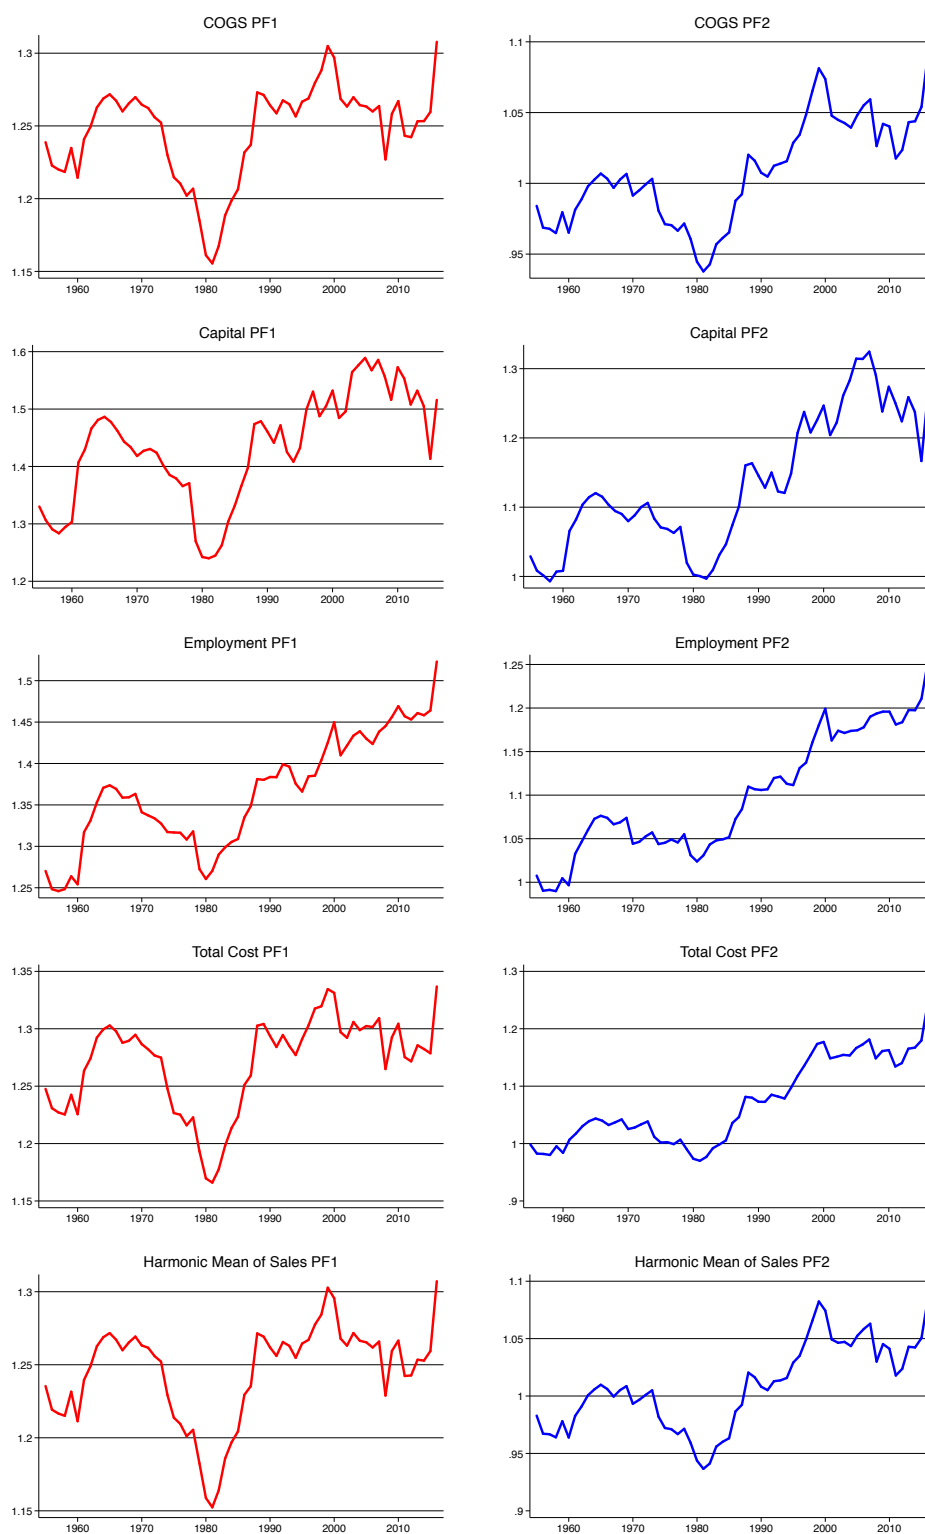 COGS PF1
1.3
1.25
1.2
1.15
1960 1970 1980 1990 2000 2010
COGS PF2
1.1
1.05
1
.95
1960 1970 1980 1990 2000 2010
Capital PF1
1.6
1.5
1.4
1.3
1.2
1960 1970 1980 1990 2000 2010
Capital PF2
1.3
1.2
1.1
1
1960 1970 1980 1990 2000 2010
Employment PF1
1.5
1.45
1.4
1.35
1.3
1.25
1960 1970 1980 1990 2000 2010
Employment PF2
1.25
1.2
1.15
1.1
1.05
1
1960 1970 1980 1990 2000 2010
Total Cost PF1
1.35
1.3
1.25
1.2
1.15
1960 1970 1980 1990 2000 2010
Total Cost PF2
1.3
1.2
1.1
1
.9
1960 1970 1980 1990 2000 2010
Harmonic Mean of Sales PF1
1.3
1.25
1.2
1.15
1960 1970 1980 1990 2000 2010
Harmonic Mean of Sales PF2
1.1
1.05
1
.95
.9
1960 1970 1980 1990 2000 2010